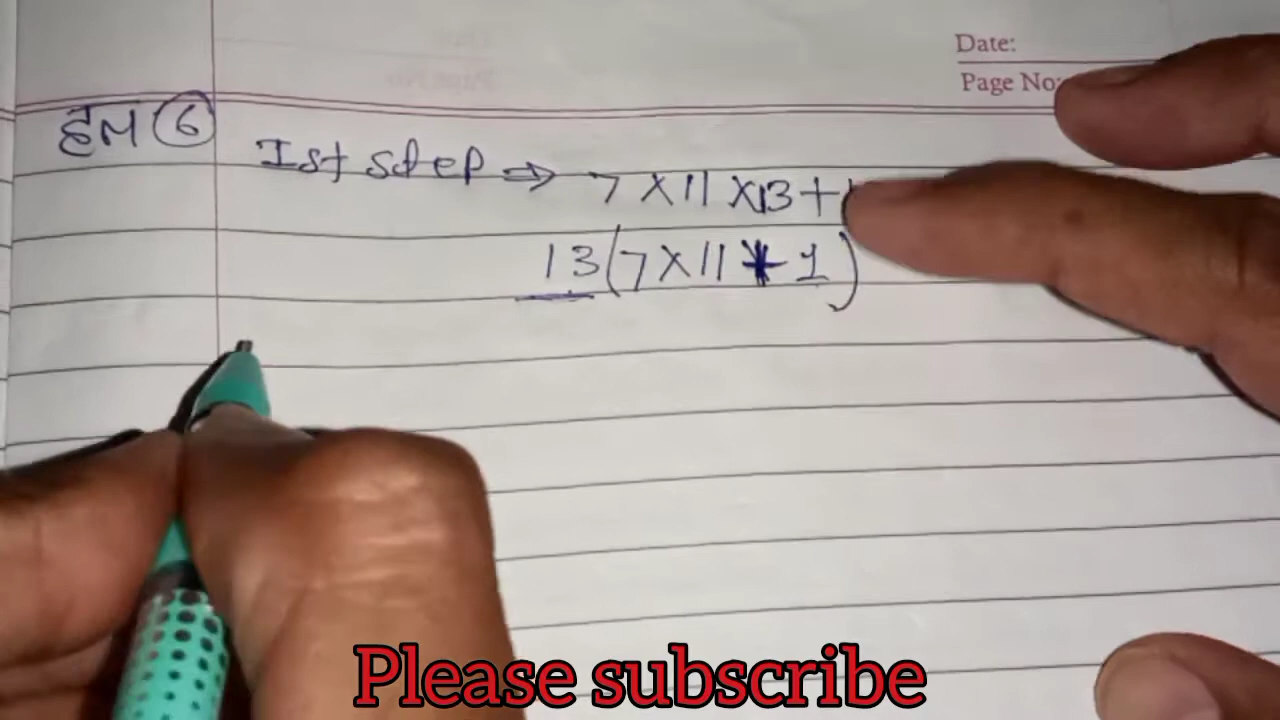 Date:
Page No:
हल 6
Ist step ⇒ 7 X 11 X 13 +
13(7 X 11 + 1)
Please subscribe